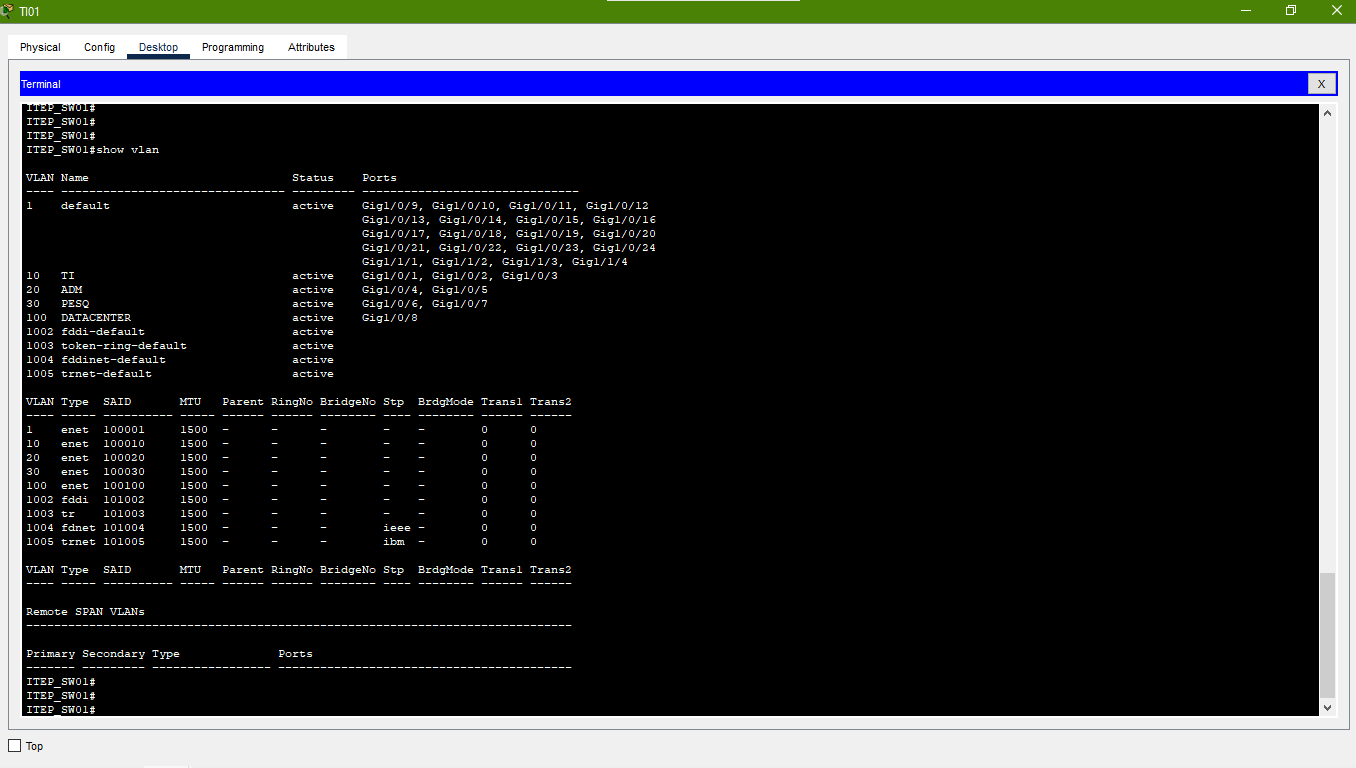 TI01
Physical Config Desktop Programming Attributes
Terminal X
ITEP_SW01#
ITEP_SW01#
ITEP_SW01#
ITEP_SW01#show vlan
VLAN Name Status Ports
---- -------------------------------- --------- -------------------------------
1 default active Gig1/0/9, Gig1/0/10, Gig1/0/11, Gig1/0/12
Gig1/0/13, Gig1/0/14, Gig1/0/15, Gig1/0/16
Gig1/0/17, Gig1/0/18, Gig1/0/19, Gig1/0/20
Gig1/0/21, Gig1/0/22, Gig1/0/23, Gig1/0/24
Gig1/1/1, Gig1/1/2, Gig1/1/3, Gig1/1/4
10 TI active Gig1/0/1, Gig1/0/2, Gig1/0/3
20 ADM active Gig1/0/4, Gig1/0/5
30 PESQ active Gig1/0/6, Gig1/0/7
100 DATACENTER active Gig1/0/8
1002 fddi-default active
1003 token-ring-default active
1004 fddinet-default active
1005 trnet-default active
VLAN Type SAID MTU Parent RingNo BridgeNo Stp BrdgMode Trans1 Trans2
---- ----- ---------- ----- ------ ------ -------- ---- -------- ------ ------
1 enet 100001 1500 - - - - - 0 0
10 enet 100010 1500 - - - - - 0 0
20 enet 100020 1500 - - - - - 0 0
30 enet 100030 1500 - - - - - 0 0
100 enet 100100 1500 - - - - - 0 0
1002 fddi 101002 1500 - - - - - 0 0
1003 tr 101003 1500 - - - - - 0 0
1004 fdnet 101004 1500 - - - ieee - 0 0
1005 trnet 101005 1500 - - - ibm - 0 0
VLAN Type SAID MTU Parent RingNo BridgeNo Stp BrdgMode Trans1 Trans2
---- ----- ---------- ----- ------ ------ -------- ---- -------- ------ ------
Remote SPAN VLANs
------------------------------------------------------------------------------
Primary Secondary Type Ports
------- --------- ----------------- ------------------------------------------
ITEP_SW01#
ITEP_SW01#
ITEP_SW01#
Top